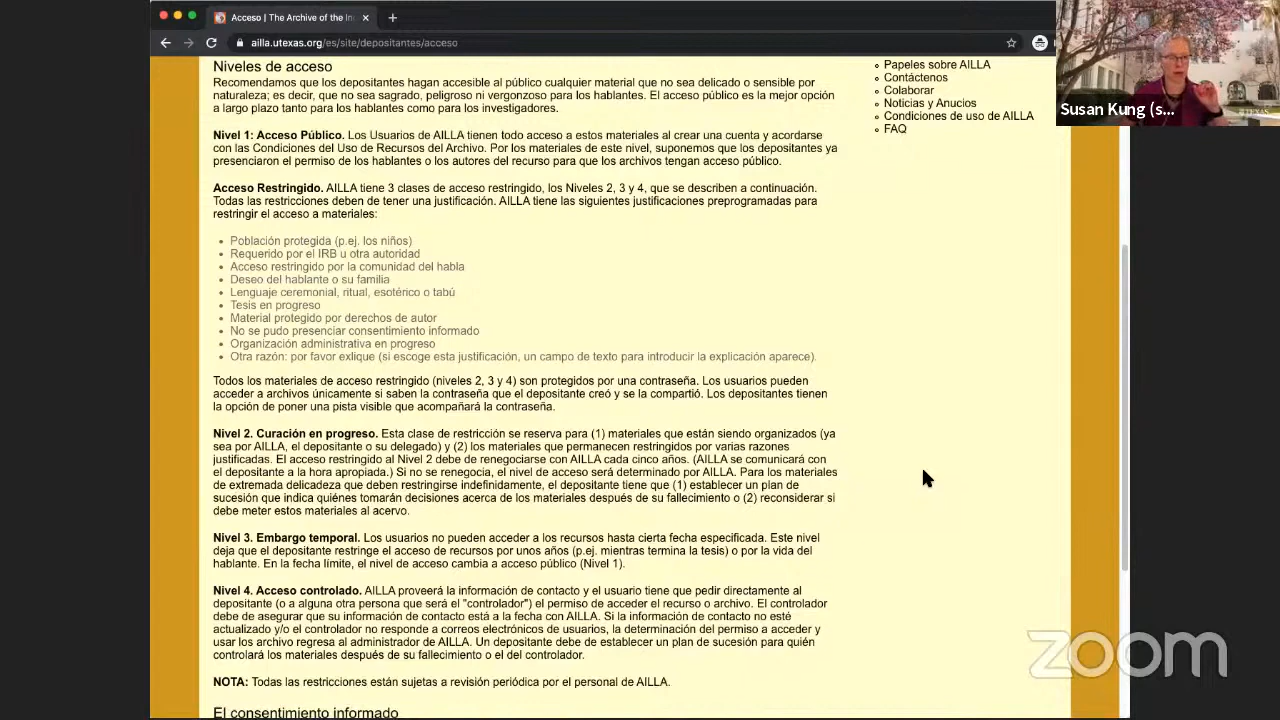 Acceso | The Archive of the In
ailla.utexas.org/es/site/depositantes/acceso
Niveles de acceso
Recomendamos que los depositantes hagan accesible al público cualquier material que no sea delicado o sensible por
naturaleza; es decir, que no sea sagrado, peligroso ni vergonzoso para los hablantes. El acceso público es la mejor opción
a largo plazo tanto para los hablantes como para los investigadores.
Nivel 1: Acceso Público. Los Usuarios de AILLA tienen todo acceso a estos materiales al crear una cuenta y acordarse
con las Condiciones del Uso de Recursos del Archivo. Por los materiales de este nivel, suponemos que los depositantes ya
presenciaron el permiso de los hablantes o los autores del recurso para que los archivos tengan acceso público.
Acceso Restringido. AILLA tiene 3 clases de acceso restringido, los Niveles 2, 3 y 4, que se describen a continuación.
Todas las restricciones deben de tener una justificación. AILLA tiene las siguientes justificaciones preprogramadas para
restringir el acceso a materiales:
Población protegida (p.ej. los niños)
Requerido por el IRB u otra autoridad
Acceso restringido por la comunidad del habla
Deseo del hablante o su familia
Lenguaje ceremonial, ritual, esotérico o tabú
Tesis en progreso
Material protegido por derechos de autor
No se pudo presenciar consentimiento informado
Organización administrativa en progreso
Otra razón: por favor exlique (si escoge esta justificación, un campo de texto para introducir la explicación aparece).
Todos los materiales de acceso restringido (niveles 2, 3 y 4) son protegidos por una contraseña. Los usuarios pueden
acceder a archivos únicamente si saben la contraseña que el depositante creó y se la compartió. Los depositantes tienen
la opción de poner una pista visible que acompañará la contraseña.
Nivel 2. Curación en progreso. Esta clase de restricción se reserva para (1) materiales que están siendo organizados (ya
sea por AILLA, el depositante o su delegado) y (2) los materiales que permanecen restringidos por varias razones
justificadas. El acceso restringido al Nivel 2 debe de renegociarse con AILLA cada cinco años. (AILLA se comunicará con
el depositante a la hora apropiada.) Si no se renegocia, el nivel de acceso será determinado por AILLA. Para los materiales
de extremada delicadeza que deben restringirse indefinidamente, el depositante tiene que (1) establecer un plan de
sucesión que indica quiénes tomarán decisiones acerca de los materiales después de su fallecimiento o (2) reconsiderar si
debe meter estos materiales al acervo.
Nivel 3. Embargo temporal. Los usuarios no pueden acceder a los recursos hasta cierta fecha especificada. Este nivel
deja que el depositante restringe el acceso de recursos por unos años (p.ej. mientras termina la tesis) o por la vida del
hablante. En la fecha límite, el nivel de acceso cambia a acceso público (Nivel 1).
Nivel 4. Acceso controlado. AILLA proveerá la información de contacto y el usuario tiene que pedir directamente al
depositante (o a alguna otra persona que será el "controlador") el permiso de acceder el recurso o archivo. El controlador
debe de asegurar que su información de contacto está a la fecha con AILLA. Si la información de contacto no esté
actualizado y/o el controlador no responde a correos electrónicos de usuarios, la determinación del permiso a acceder y
usar los archivo regresa al administrador de AILLA. Un depositante debe de establecer un plan de sucesión para quién
controlará los materiales después de su fallecimiento o el del controlador.
NOTA: Todas las restricciones están sujetas a revisión periódica por el personal de AILLA.
El consentimiento informado
Papeles sobre AILLA
Contáctenos
Colaborar
Noticias y Anucios
Condiciones de uso de AILLA
FAQ
Susan Kung (s...
zoom